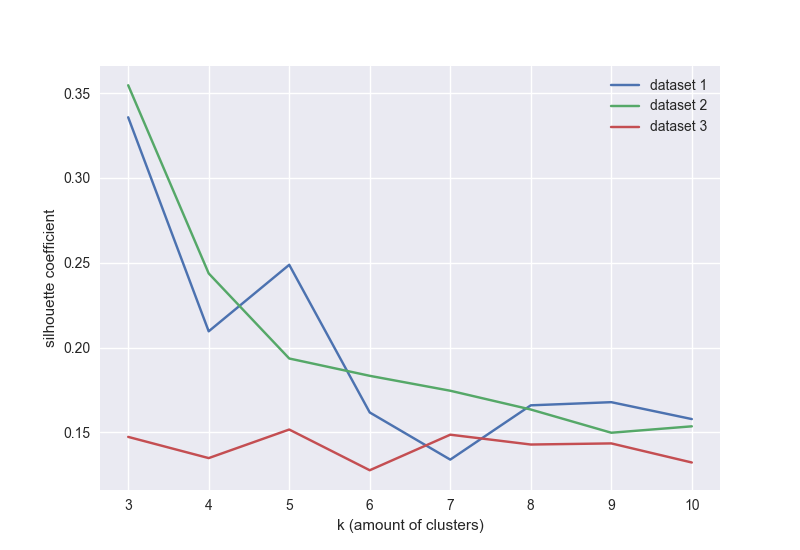 dataset 1
dataset 2
dataset 3
0.35
0.30
0.25
0.20
0.15
silhouette coefficient
3 4 5 6 7 8 9 10
k (amount of clusters)